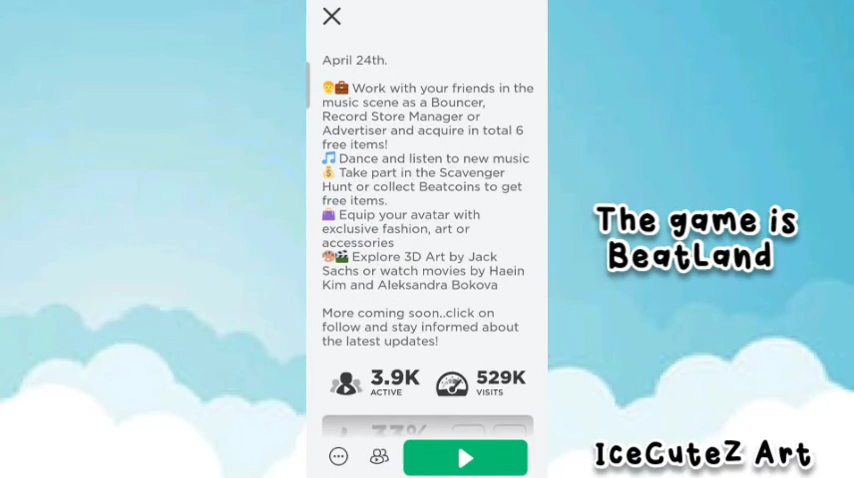 April 24th.
👷💼 Work with your friends in the
music scene as a Bouncer,
Record Store Manager or
Advertiser and acquire in total 6
free items!
🎵 Dance and listen to new music
💰 Take part in the Scavenger
Hunt or collect Beatcoins to get
free items.
👜 Equip your avatar with
exclusive fashion, art or
accessories
🎨🎬 Explore 3D Art by Jack
Sachs or watch movies by Haein
Kim and Aleksandra Bokova
More coming soon..click on
follow and stay informed about
the latest updates!
3.9K
ACTIVE
529K
VISITS
The game is
BeatLand
IceCuteZ Art